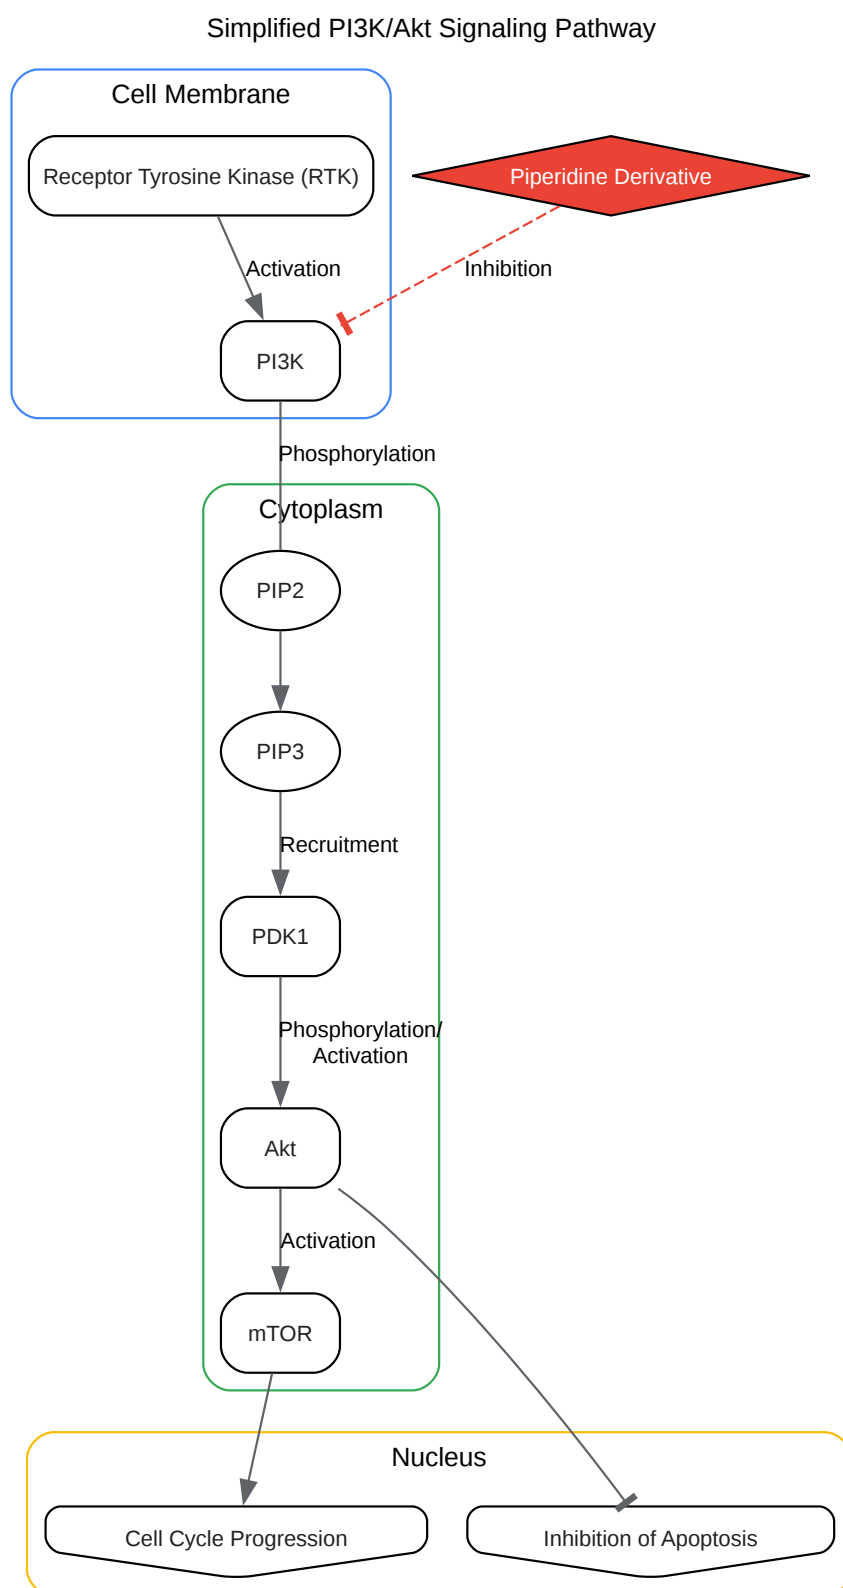 Simplified PI3K/Akt Signaling Pathway
Cell Membrane
Receptor Tyrosine Kinase (RTK)
Piperidine Derivative
Activation
Inhibition
PI3K
Phosphorylation
Cytoplasm
PIP2
PIP3
Recruitment
PDK1
Phosphorylation/
Activation
Akt
Activation
mTOR
Nucleus
Cell Cycle Progression
Inhibition of Apoptosis